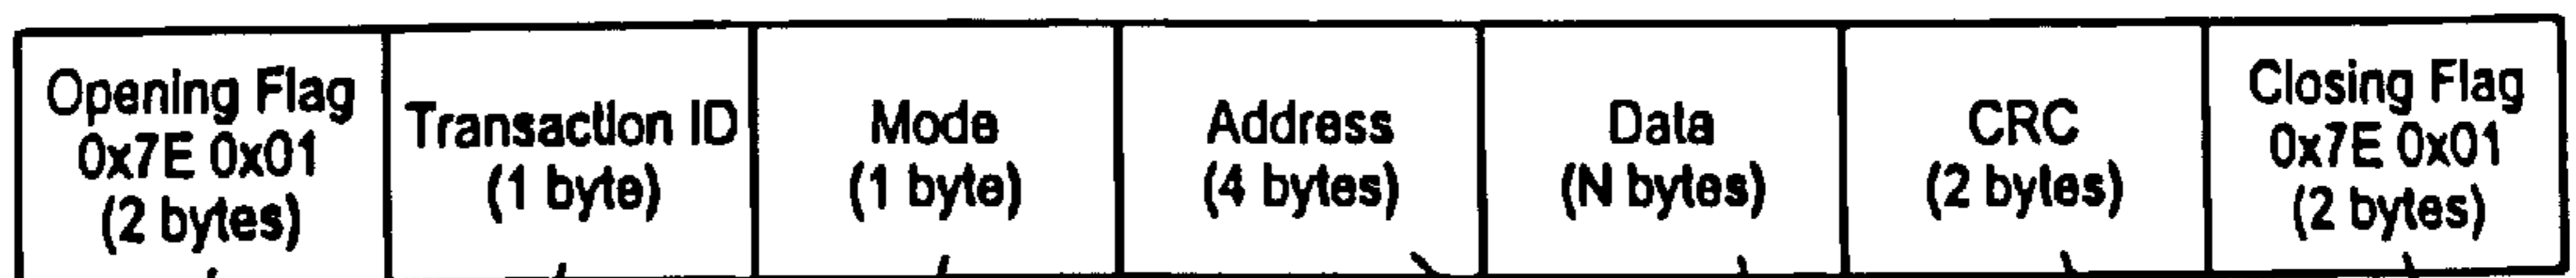 Opening Flag
0x7E 0x01
(2 bytes)
Transaction ID
(1 byte)
Mode
(1 byte)
Address
(4 bytes)
Data
(N bytes)
CRC
(2 bytes)
Closing Flag
0x7E 0x01
(2 bytes)